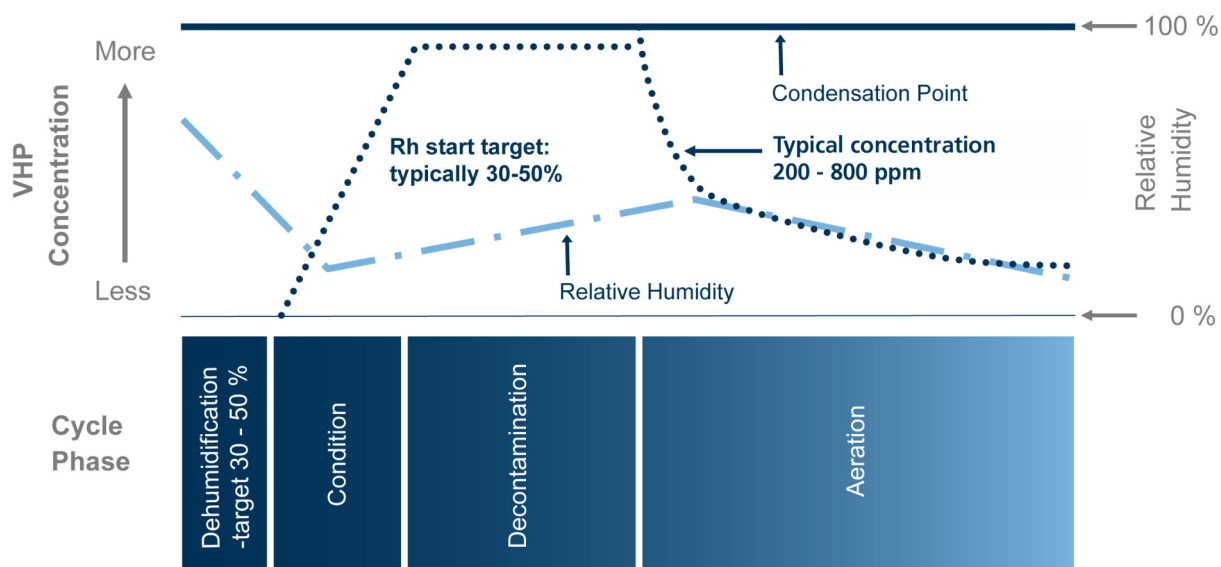 More
100 %
Condensation Point
VHP
Concentration
Rh start target:
typically 30-50%
Typical concentration
200 - 800 ppm
Relative
Humidity
Less
Relative Humidity
0 %
Cycle
Phase
Dehumidification
-target 30 - 50 %
Condition
Decontamination
Aeration